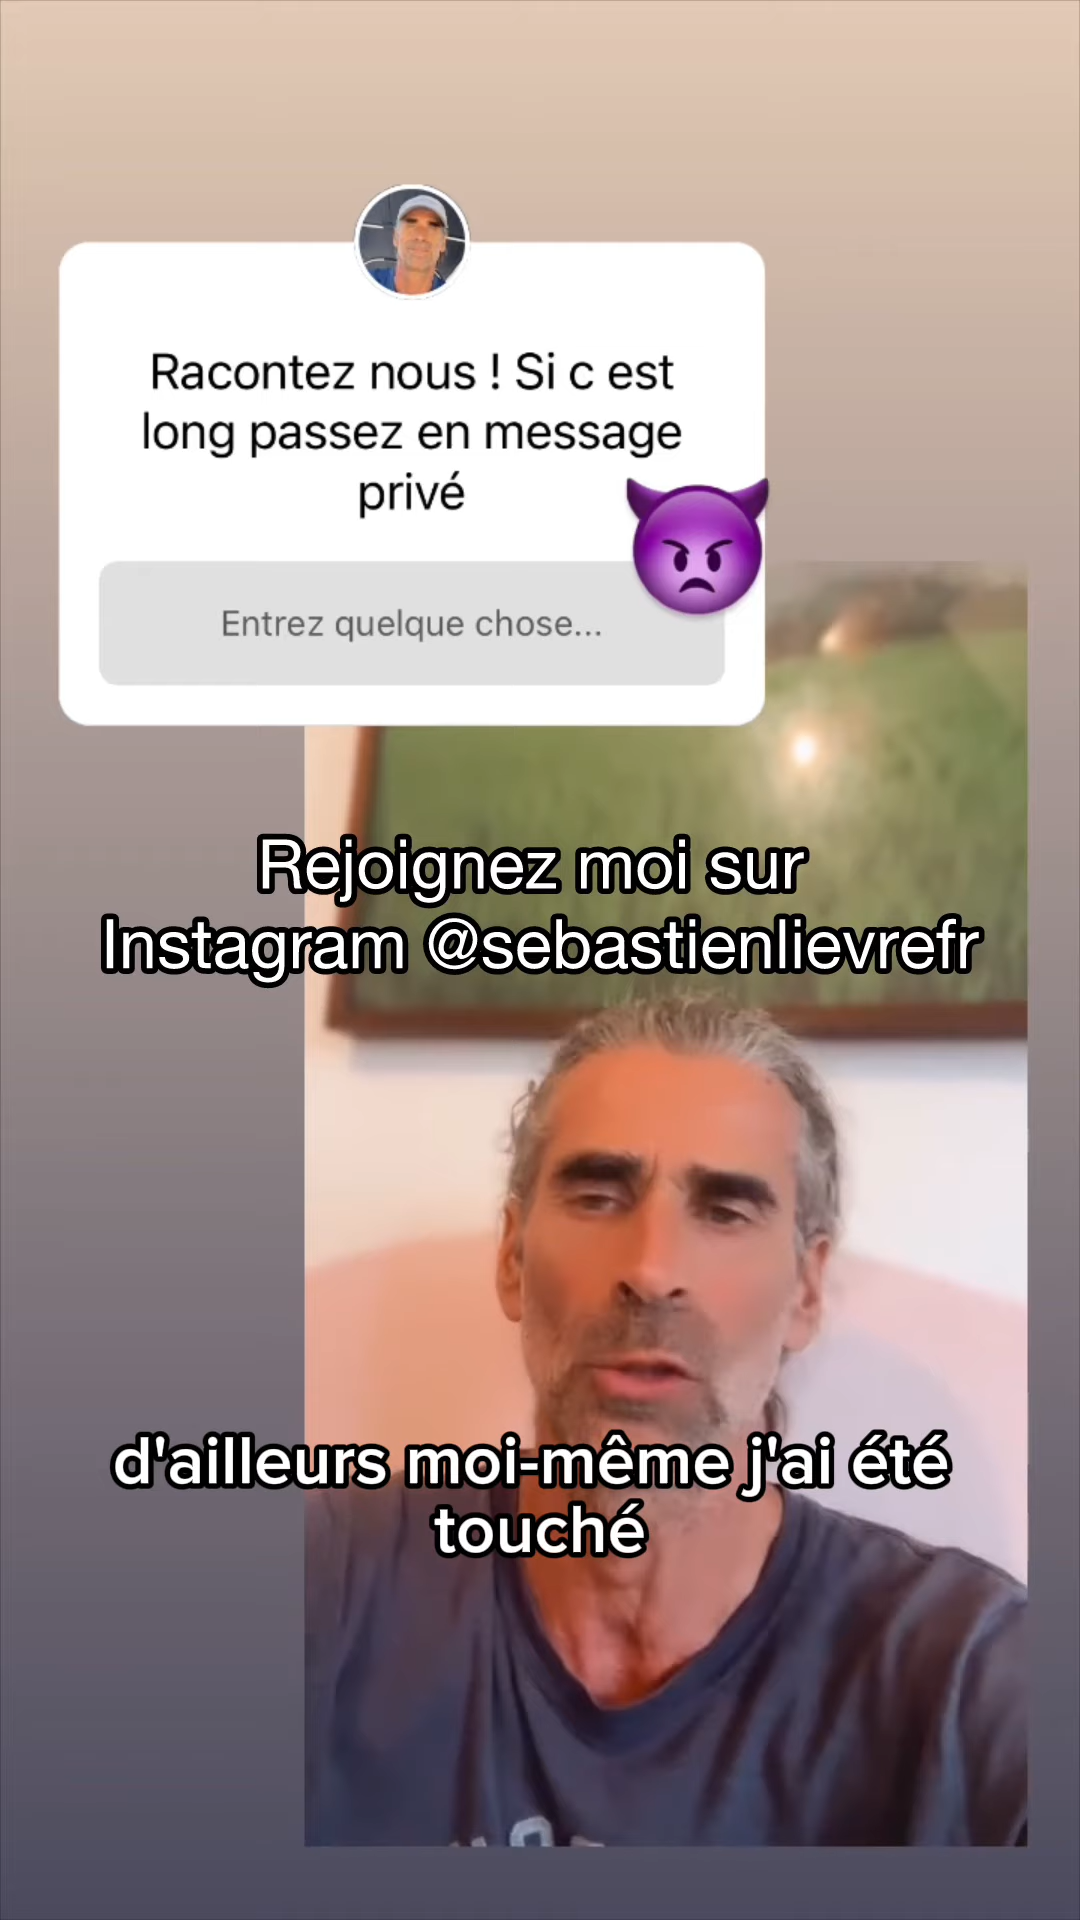 Racontez nous ! Si c est
long passez en message
privé
Entrez quelque chose...
Rejoignez moi sur
Instagram @sebastienlievrefr
d'ailleurs moi-même j'ai été
touché